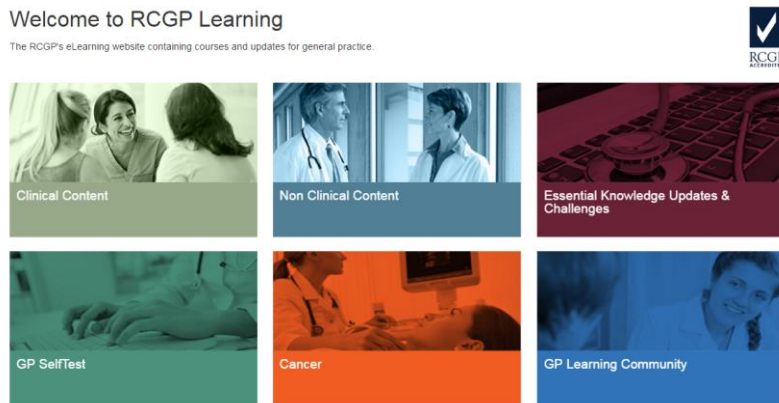 Welcome to RCGP Learning
The RCGP's eLearning website containing courses and updates for general practice.
Clinical Content
Non Clinical Content
Essential Knowledge Updates &
Challenges
GP SelfTest
Cancer
GP Learning Community